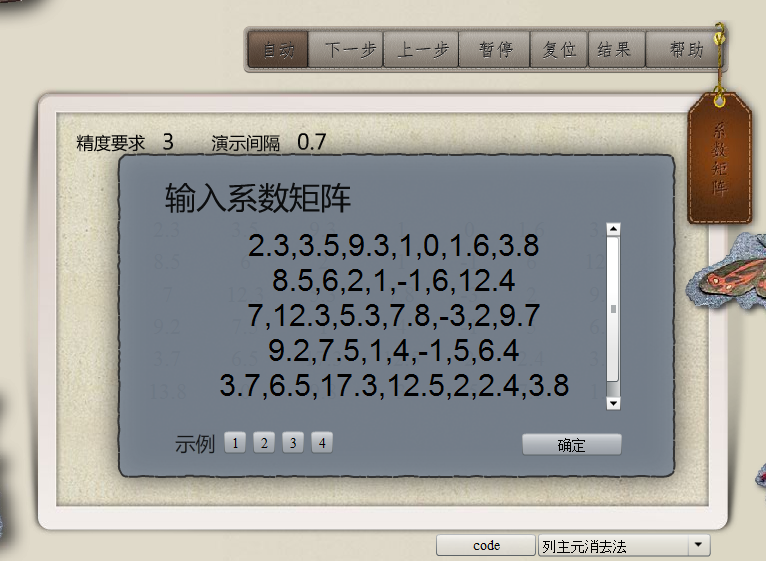 自动 下一步 上一步 暂停 复位 结果 帮助
系数矩阵
精度要求 3 演示间隔 0.7
输入系数矩阵
2.3,3.5,9.3,1,0,1.6,3.8
8.5,6,2,1,-1,6,12.4
7,12.3,5.3,7.8,-3,2,9.7
9.2,7.5,1,4,-1,5,6.4
3.7,6.5,17.3,12.5,2,2.4,3.8
示例 1 2 3 4 确定
code 列主元消去法